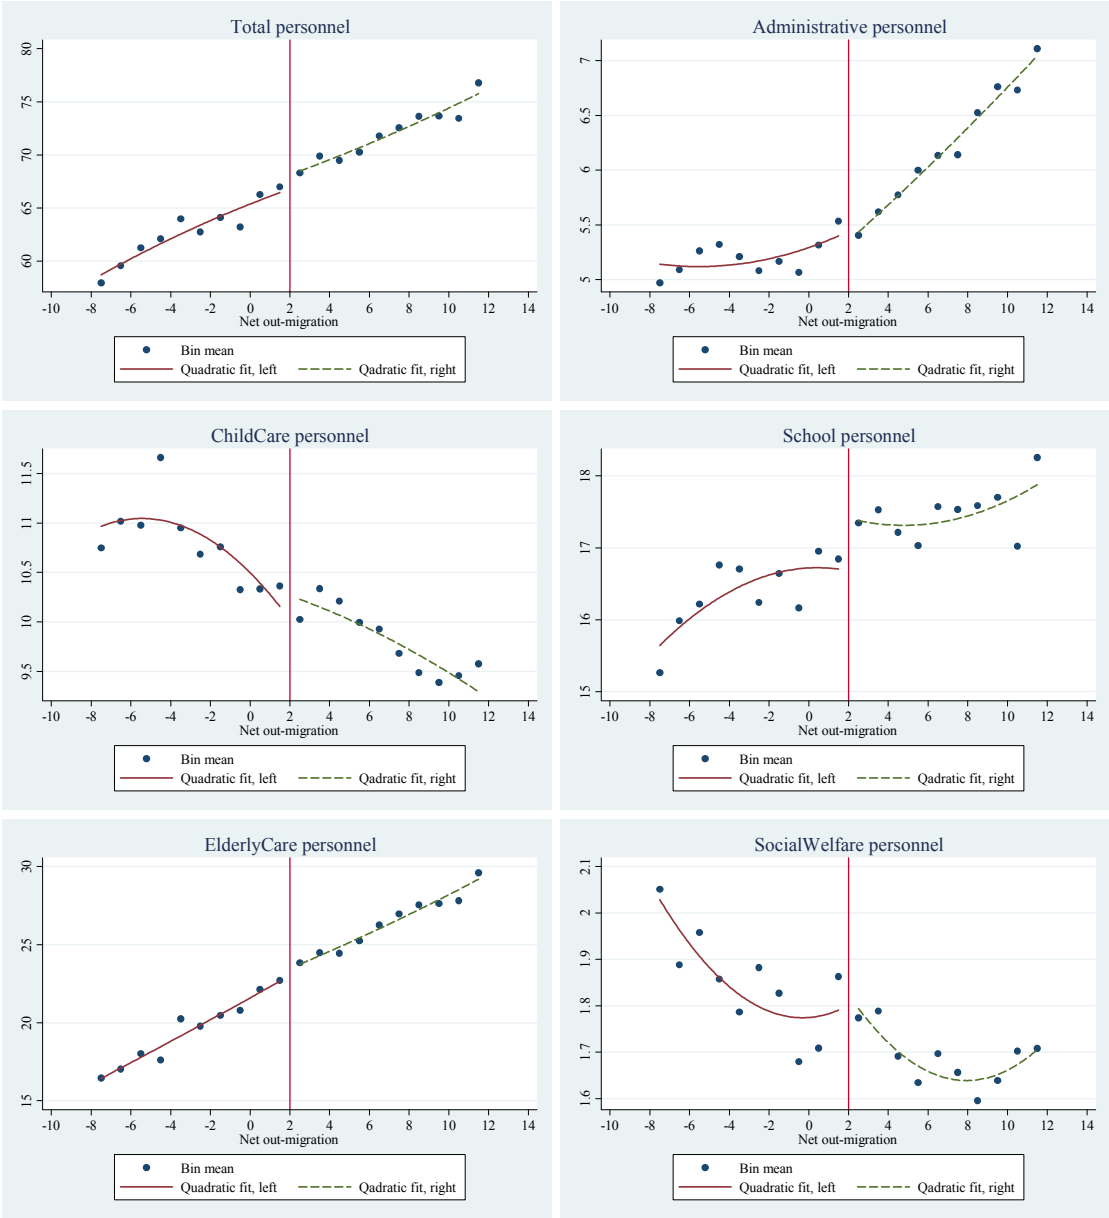 Total personnel
80
75
70
65
60
-10 -8 -6 -4 -2 0 2 4 6 8 10 12 14
Net out-migration
Bin mean
Quadratic fit, left Qadratic fit, right
Administrative personnel
7
6.5
6
5.5
5
-10 -8 -6 -4 -2 0 2 4 6 8 10 12 14
Net out-migration
Bin mean
Quadratic fit, left Qadratic fit, right
ChildCare personnel
11.5
11
10.5
10
9.5
-10 -8 -6 -4 -2 0 2 4 6 8 10 12 14
Net out-migration
Bin mean
Quadratic fit, left Qadratic fit, right
School personnel
18
17
16
15
-10 -8 -6 -4 -2 0 2 4 6 8 10 12 14
Net out-migration
Bin mean
Quadratic fit, left Qadratic fit, right
ElderlyCare personnel
30
25
20
15
-10 -8 -6 -4 -2 0 2 4 6 8 10 12 14
Net out-migration
Bin mean
Quadratic fit, left Qadratic fit, right
SocialWelfare personnel
2.1
2
1.9
1.8
1.7
1.6
-10 -8 -6 -4 -2 0 2 4 6 8 10 12 14
Net out-migration
Bin mean
Quadratic fit, left Qadratic fit, right